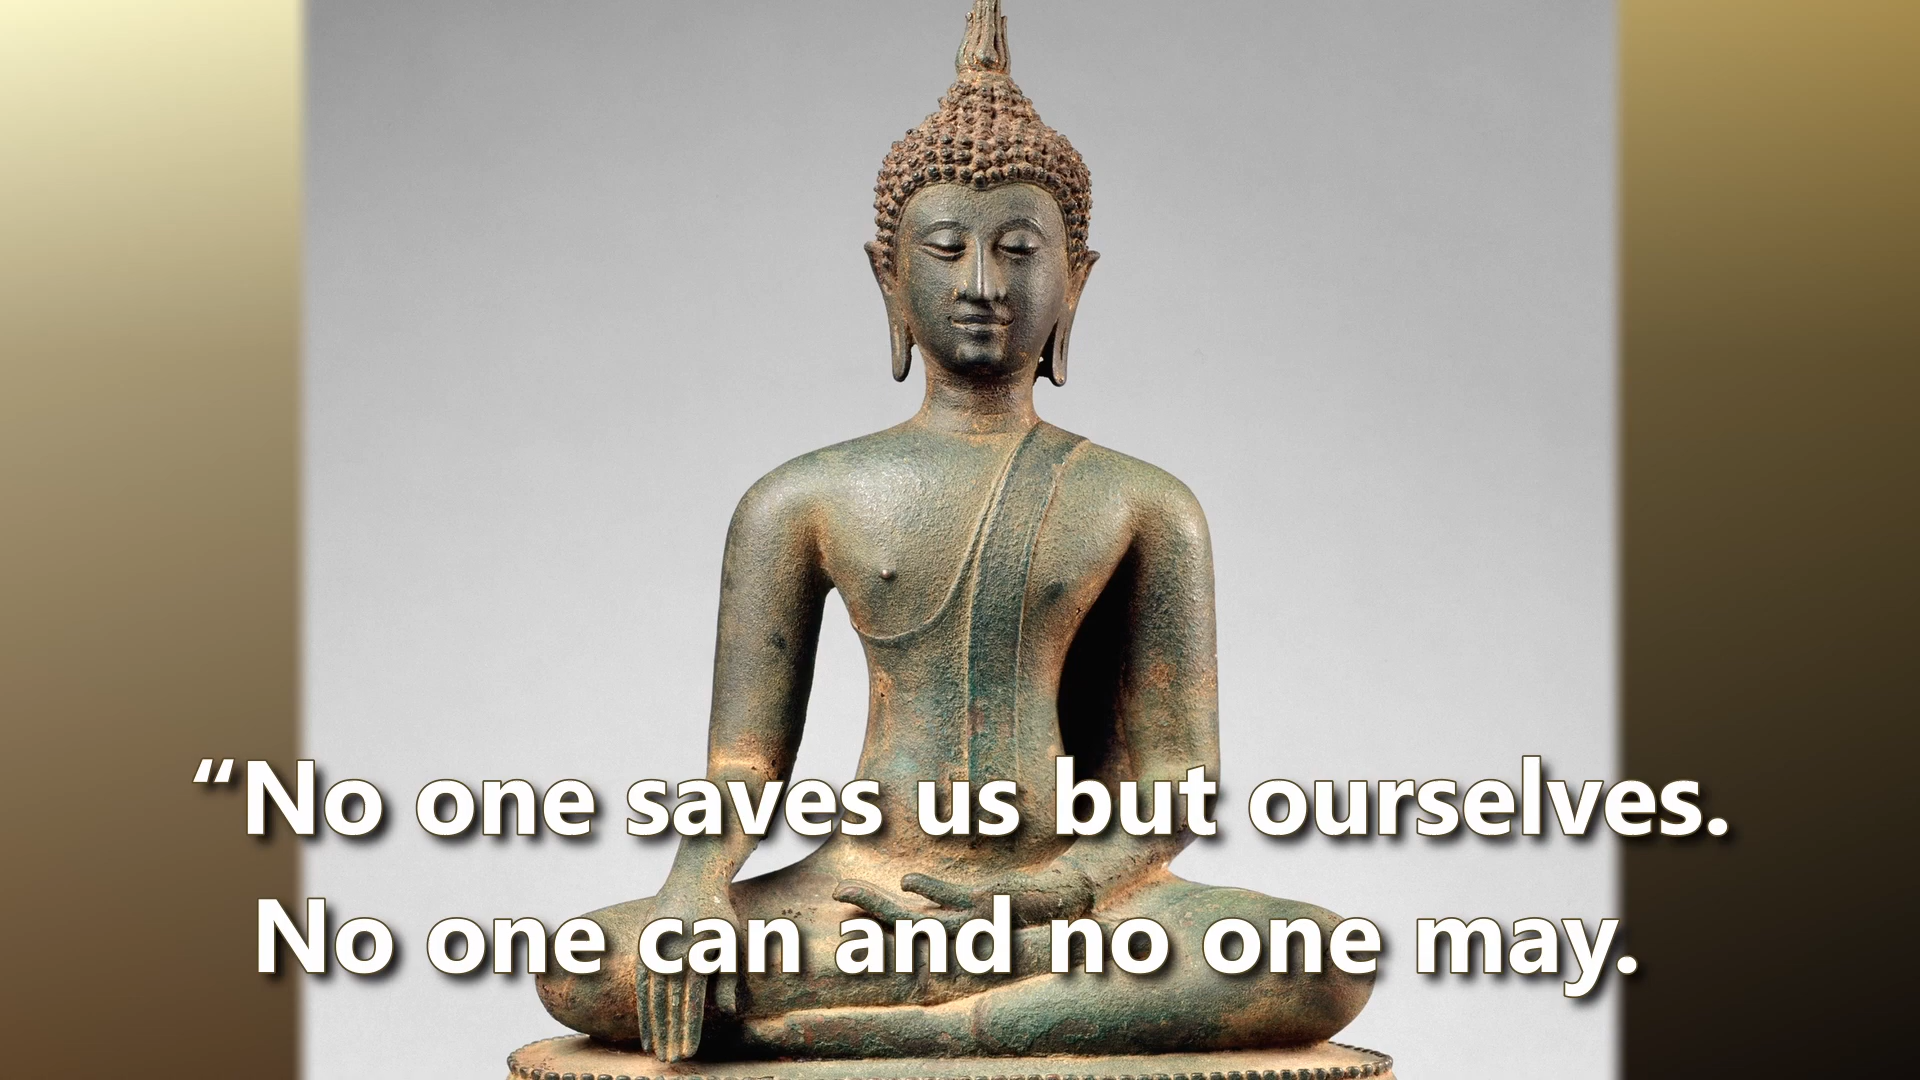 “No one saves us but ourselves.
No one can and no one may.